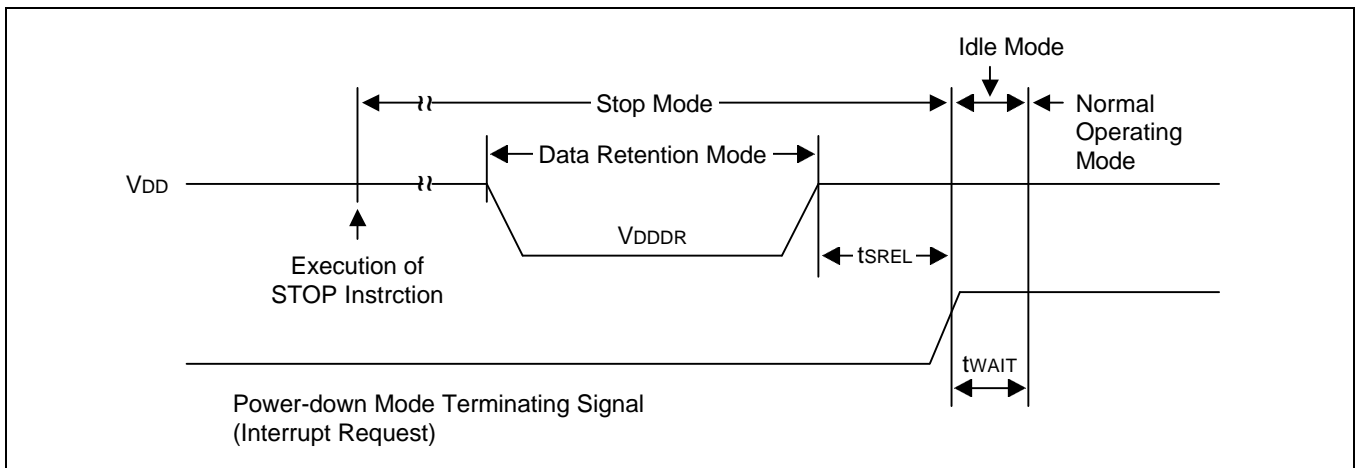 Idle Mode
Stop Mode
Normal
Operating
Mode
Data Retention Mode
VDD
VDDDR
tSREL
Execution of
STOP Instrction
tWAIT
Power-down Mode Terminating Signal
(Interrupt Request)